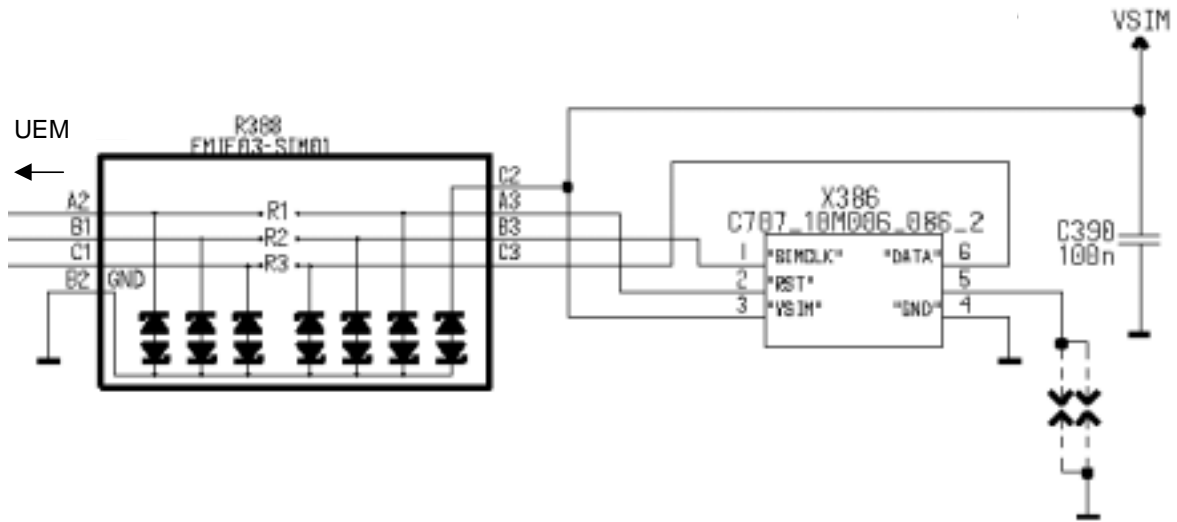 VSIM
UEM
R388
EMIF03-SIM01
A2
B1
C1
B2 GND
R1
R2
R3
C2
A3
B3
C3
X386
C707_10M006_086_2
1 "SIMCLK" "DATA" 6
2 "RST" 5
3 "VSIM" "GND" 4
C390
100n